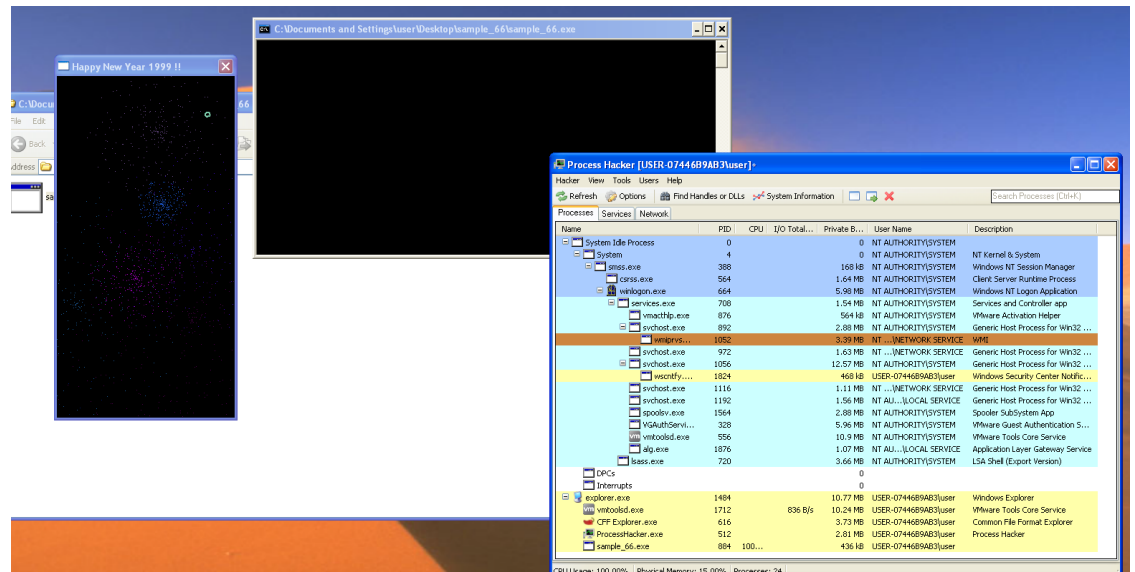 C:\Documents and Settings\user\Desktop\sample_66\sample_66.exe
Happy New Year 1999 !!
C:\Docu
66
File Edit
Back
Address
sa
Process Hacker [USER-07446B9AB3\user]+
Hacker View Tools Users Help
Refresh Options Find Handles or DLLs System Information Search Processes (Ctrl+K)
Processes Services Network
Name PID CPU I/O Total... Private B... User Name Description
System Idle Process 0 0 NT AUTHORITY\SYSTEM
System 4 0 NT AUTHORITY\SYSTEM NT Kernel & System
smss.exe 388 168 kB NT AUTHORITY\SYSTEM Windows NT Session Manager
csrss.exe 564 1.64 MB NT AUTHORITY\SYSTEM Client Server Runtime Process
winlogon.exe 664 5.98 MB NT AUTHORITY\SYSTEM Windows NT Logon Application
services.exe 708 1.54 MB NT AUTHORITY\SYSTEM Services and Controller app
vmacthlp.exe 876 564 kB NT AUTHORITY\SYSTEM VMware Activation Helper
svchost.exe 892 2.88 MB NT AUTHORITY\SYSTEM Generic Host Process for Win32 ...
wmiprvs... 1052 3.39 MB NT ...\NETWORK SERVICE WMI
svchost.exe 972 1.63 MB NT ...\NETWORK SERVICE Generic Host Process for Win32 ...
svchost.exe 1056 12.57 MB NT AUTHORITY\SYSTEM Generic Host Process for Win32 ...
wscntfy.... 1824 468 kB USER-07446B9AB3\user Windows Security Center Notific...
svchost.exe 1116 1.11 MB NT ...\NETWORK SERVICE Generic Host Process for Win32 ...
svchost.exe 1192 1.56 MB NT AU...\LOCAL SERVICE Generic Host Process for Win32 ...
spoolsv.exe 1564 2.88 MB NT AUTHORITY\SYSTEM Spooler SubSystem App
VGAuthServi... 328 5.96 MB NT AUTHORITY\SYSTEM VMware Guest Authentication S...
vmtoolsd.exe 556 10.9 MB NT AUTHORITY\SYSTEM VMware Tools Core Service
alg.exe 1876 1.07 MB NT AU...\LOCAL SERVICE Application Layer Gateway Service
lsass.exe 720 3.66 MB NT AUTHORITY\SYSTEM LSA Shell (Export Version)
DPCs 0
Interrupts 0
explorer.exe 1484 10.77 MB USER-07446B9AB3\user Windows Explorer
vmtoolsd.exe 1712 836 B/s 10.24 MB USER-07446B9AB3\user VMware Tools Core Service
CFF Explorer.exe 616 3.73 MB USER-07446B9AB3\user Common File Format Explorer
ProcessHacker.exe 512 2.81 MB USER-07446B9AB3\user Process Hacker
sample_66.exe 884 100... 436 kB USER-07446B9AB3\user
CPU Usage: 100.00% Physical Memory: 15.00% Processes: 24